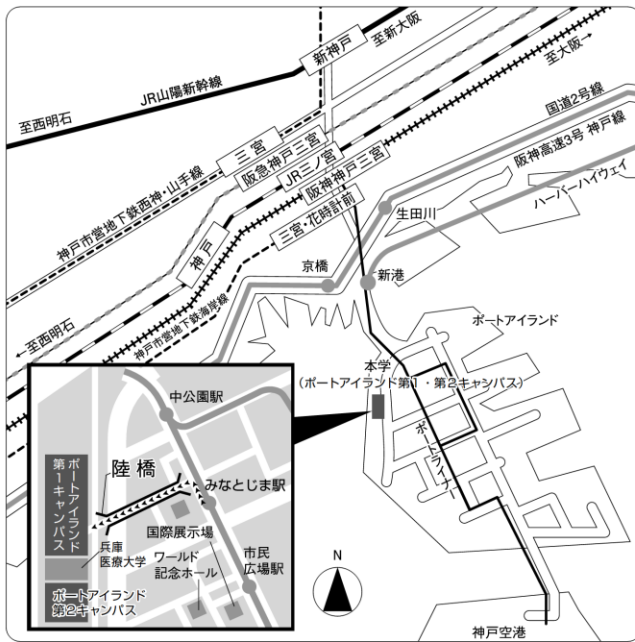 新神戸
至新大阪
JR山陽新幹線
至西明石
至大阪→
国道2号線
阪神高速3号 神戸線
ハーバーハイウェイ
三宮
阪急神戸三宮
JR三ノ宮
阪神神戸三宮
三宮・花時計前
神戸市営地下鉄西神・山手線
神戸
生田川
京橋
新港
←至西明石
神戸市営地下鉄海岸線
ポートアイランド
本学
(ポートアイランド第1・第2キャンパス)
ポートライナー
中公園駅
陸橋
みなとじま駅
ポートアイランド
第1キャンパス
国際展示場
兵庫
医療大学
ワールド
記念ホール
市民
広場駅
ポートアイランド
第2キャンパス
N
神戸空港